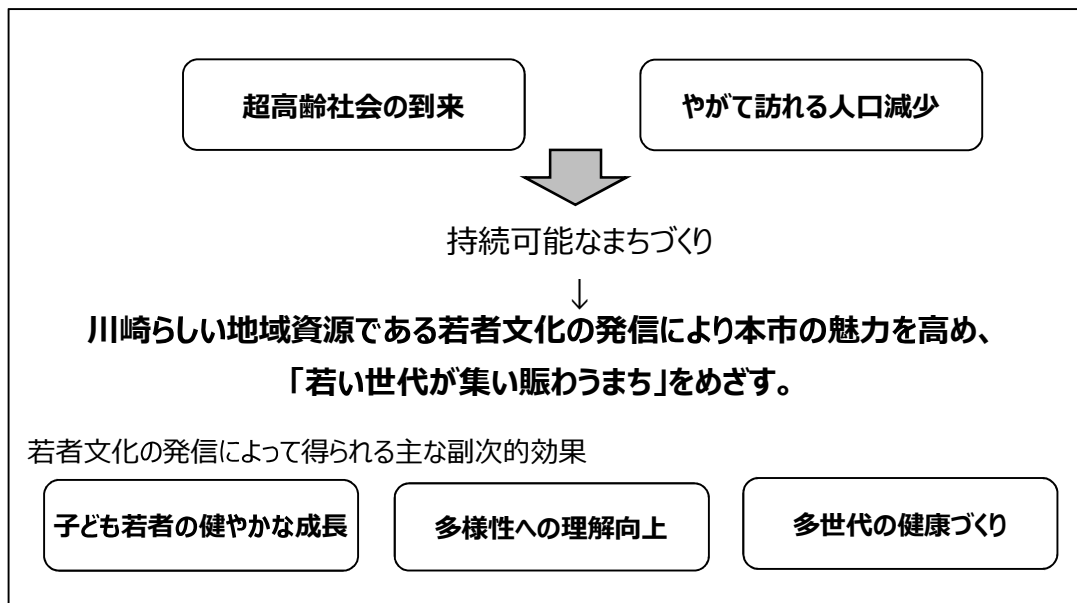 超高齢社会の到来
やがて訪れる人口減少
持続可能なまちづくり
↓
川崎らしい地域資源である若者文化の発信により本市の魅力を高め、
「若い世代が集い賑わうまち」をめざす。
若者文化の発信によって得られる主な副次的効果
子ども若者の健やかな成長
多様性への理解向上
多世代の健康づくり